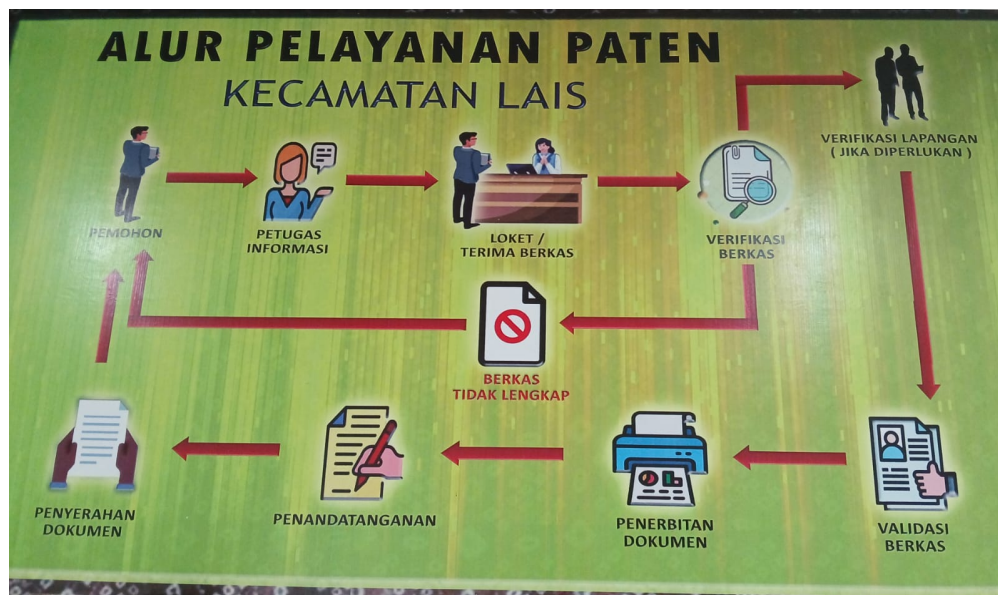 ALUR PELAYANAN PATEN
KECAMATAN LAIS
PEMOHON
PETUGAS
INFORMASI
LOKET /
TERIMA BERKAS
VERIFIKASI
BERKAS
VERIFIKASI LAPANGAN
( JIKA DIPERLUKAN )
BERKAS
TIDAK LENGKAP
PENYERAHAN
DOKUMEN
PENANDATANGANAN
PENERBITAN
DOKUMEN
VALIDASI
BERKAS